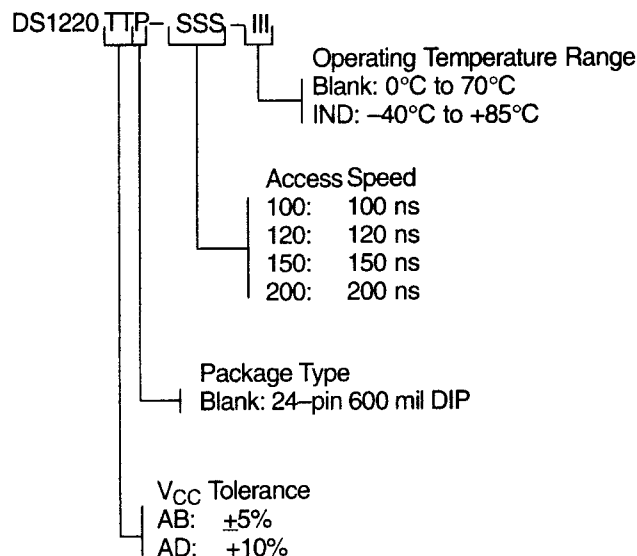 DS1220 TTP– SSS –III
Operating Temperature Range
Blank: 0°C to 70°C
IND: –40°C to +85°C
Access Speed
100: 100 ns
120: 120 ns
150: 150 ns
200: 200 ns
Package Type
Blank: 24–pin 600 mil DIP
VCC Tolerance
AB: ±5%
AD: +10%